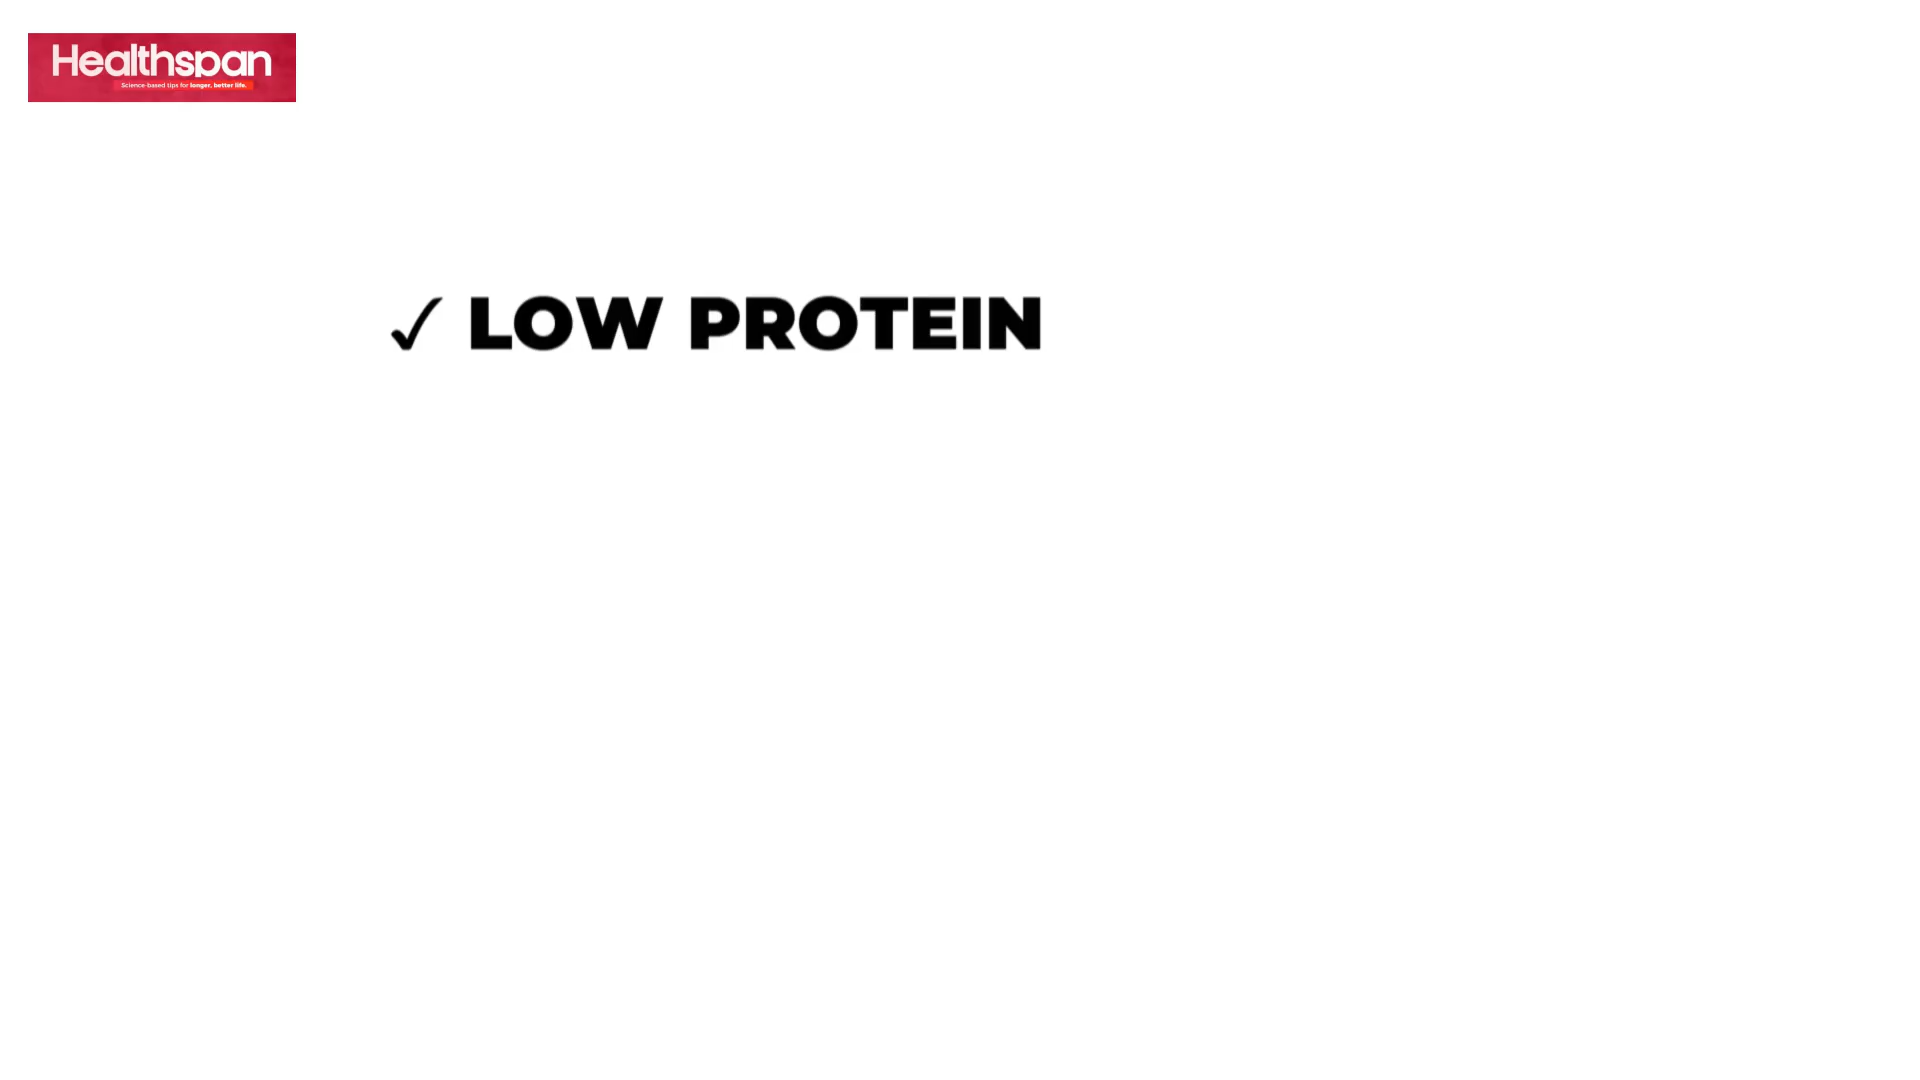 Healthspan
Science-based tips for longer, better life.
✓ LOW PROTEIN